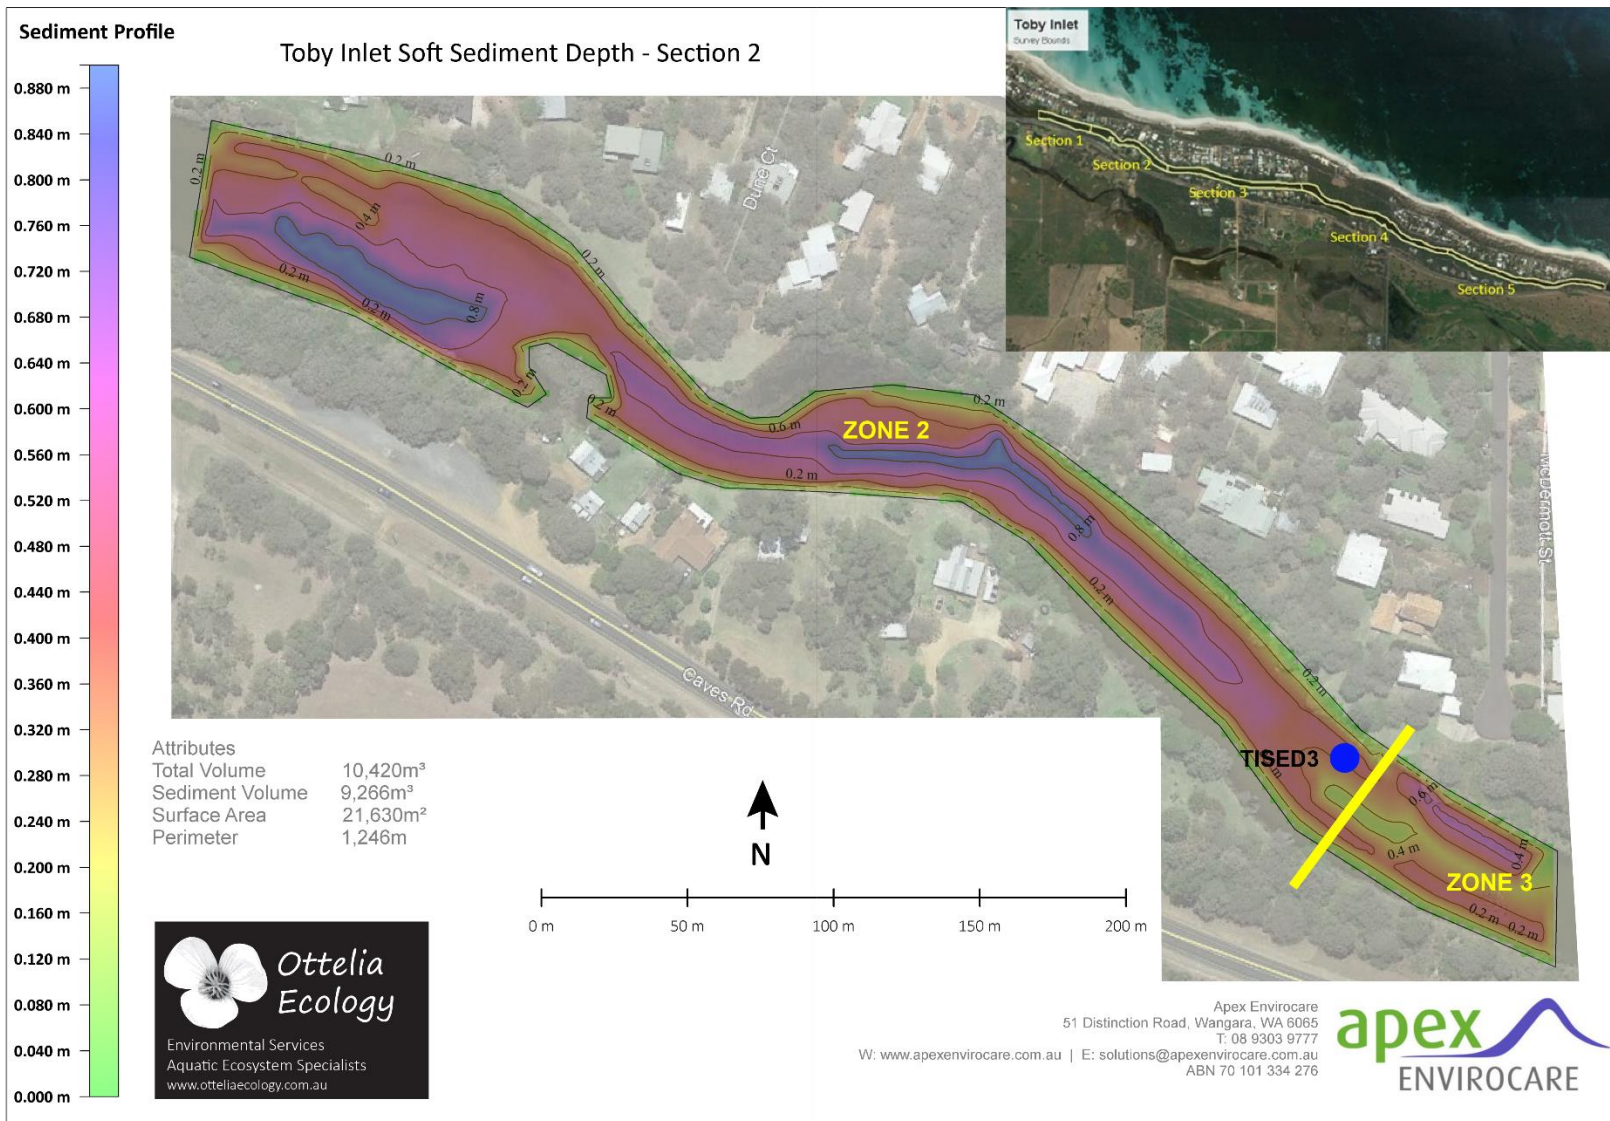 Sediment Profile
Toby Inlet Soft Sediment Depth - Section 2
0.880 m
0.840 m
0.800 m
0.760 m
0.720 m
0.680 m
0.640 m
0.600 m
0.560 m
0.520 m
0.480 m
0.440 m
0.400 m
0.360 m
0.320 m
0.280 m
0.240 m
0.200 m
0.160 m
0.120 m
0.080 m
0.040 m
0.000 m
Toby Inlet
Survey Bounds
Section 1
Section 2
Section 3
Section 4
Section 5
0.2 m
0.2 m
0.4 m
0.2 m
0.2 m
0.2 m
0.8 m
0.2 m
0.2 m
0.6 m
0.2 m
0.2 m
0.8 m
0.2 m
0.2 m
Dune Ct
ZONE 2
McDermott St
Caves Rd
TISED3
0.6 m
0.4 m
0.4 m
ZONE 3
0.2 m
0.2 m
Attributes
Total Volume 10,420m³
Sediment Volume 9,266m³
Surface Area 21,630m²
Perimeter 1,246m
N
0 m 50 m 100 m 150 m 200 m
Ottelia
Ecology
Environmental Services
Aquatic Ecosystem Specialists
www.otteliaecology.com.au
Apex Envirocare
51 Distinction Road, Wangara, WA 6065
T: 08 9303 9777
W: www.apexenvirocare.com.au | E: solutions@apexenvirocare.com.au
ABN 70 101 334 276
apex
ENVIROCARE